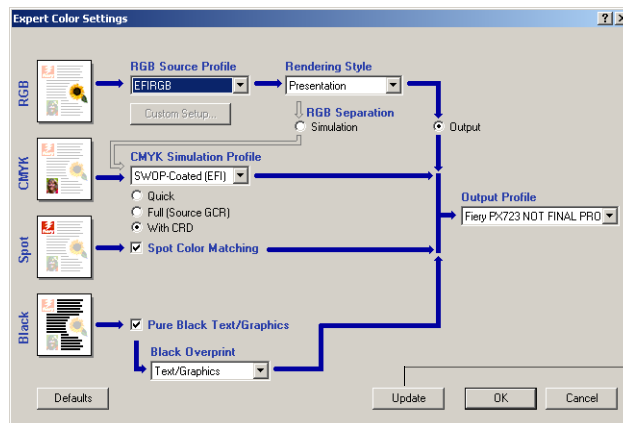 Expert Color Settings
RGB
RGB Source Profile
EFIRGB
Custom Setup...
Rendering Style
Presentation
RGB Separation
Simulation
Output
CMYK
CMYK Simulation Profile
SWOP-Coated (EFI)
Quick
Full (Source GCR)
With CRD
Output Profile
Fiery PX723 NOT FINAL PRO
Spot
Spot Color Matching
Black
Pure Black Text/Graphics
Black Overprint
Text/Graphics
Defaults
Update
OK
Cancel